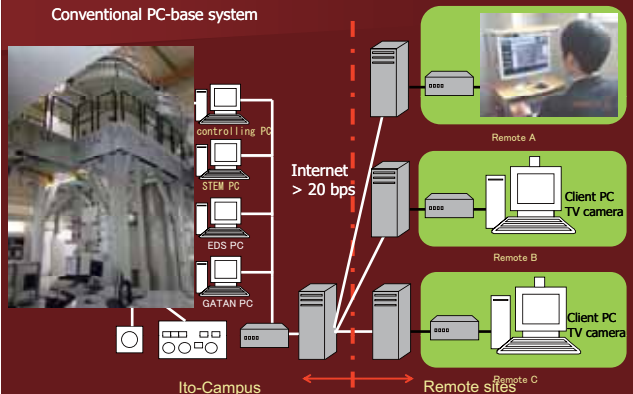 Conventional PC-base system
controlling PC
STEM PC
EDS PC
GATAN PC
Internet
> 20 bps
Remote A
Client PC
TV camera
Remote B
Client PC
TV camera
Remote C
Ito-Campus
Remote sites